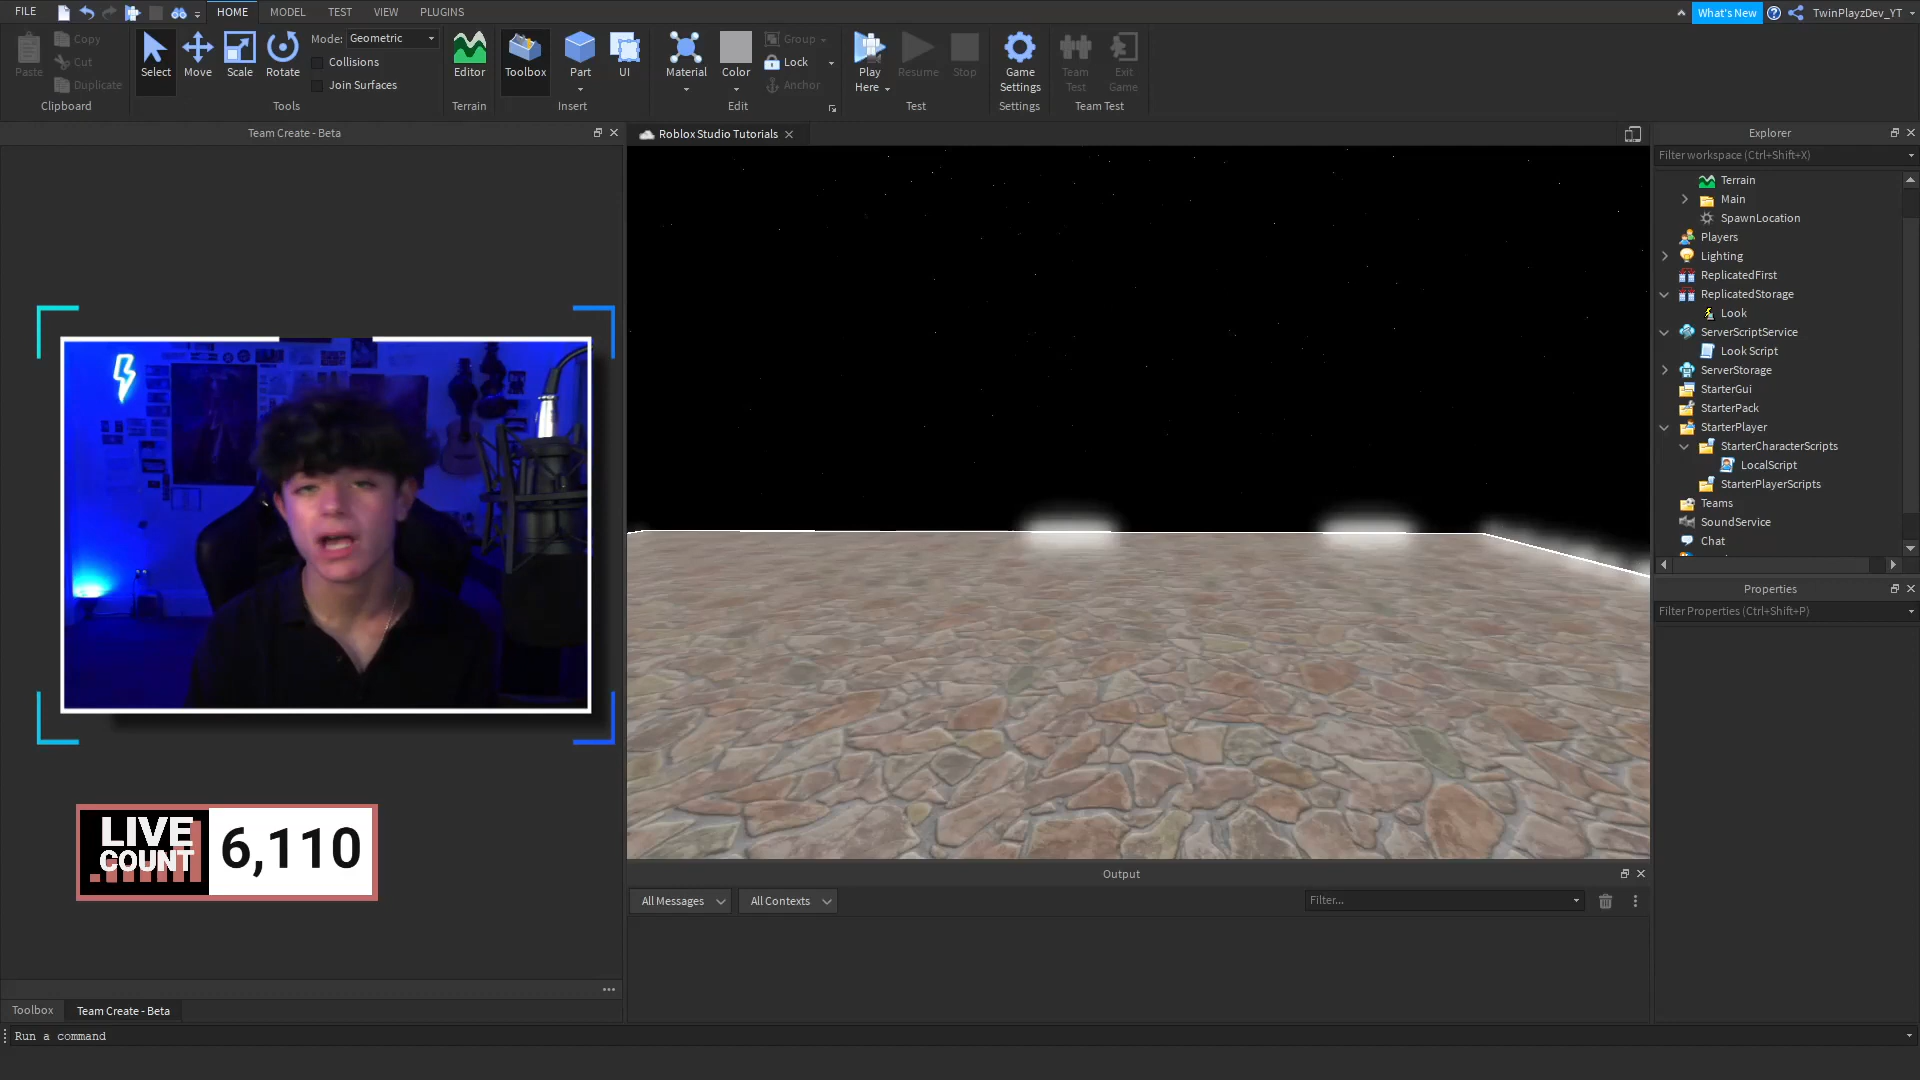 FILE HOME MODEL TEST VIEW PLUGINS What's New TwinPlayzDev_YT
Paste Copy Cut Duplicate Clipboard
Select Move Scale Rotate Mode: Geometric Collisions Join Surfaces Tools
Editor Terrain
Toolbox Part UI Insert
Material Color Group Lock Anchor Edit
Play Here Resume Stop Test
Game Settings Settings
Team Test Exit Game Team Test
Team Create - Beta
Roblox Studio Tutorials
LIVE COUNT 6,110
Toolbox Team Create - Beta
Run a command
Output
All Messages All Contexts Filter...
Explorer
Filter workspace (Ctrl+Shift+X)
Terrain
Main
SpawnLocation
Players
Lighting
ReplicatedFirst
ReplicatedStorage
Look
ServerScriptService
Look Script
ServerStorage
StarterGui
StarterPack
StarterPlayer
StarterCharacterScripts
LocalScript
StarterPlayerScripts
Teams
SoundService
Chat
Properties
Filter Properties (Ctrl+Shift+P)